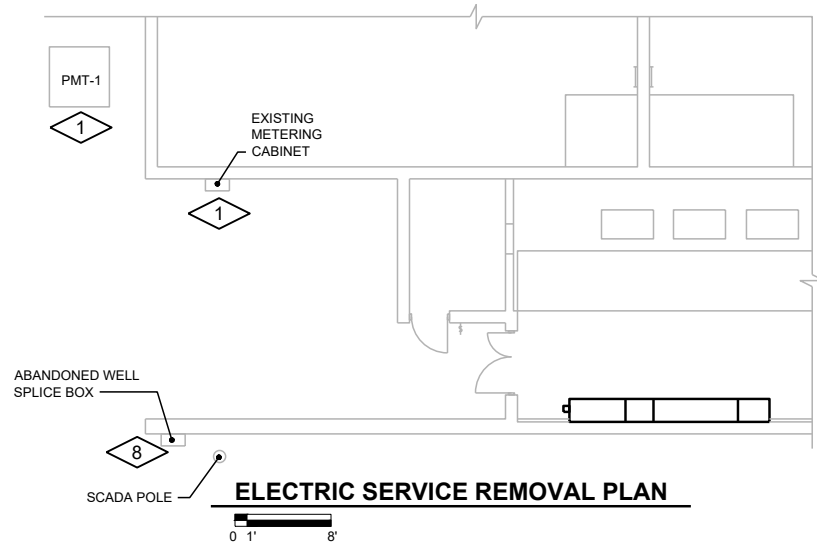 PMT-1
1
EXISTING
METERING
CABINET
1
ABANDONED WELL
SPLICE BOX
8
SCADA POLE
ELECTRIC SERVICE REMOVAL PLAN
0 1' 8'